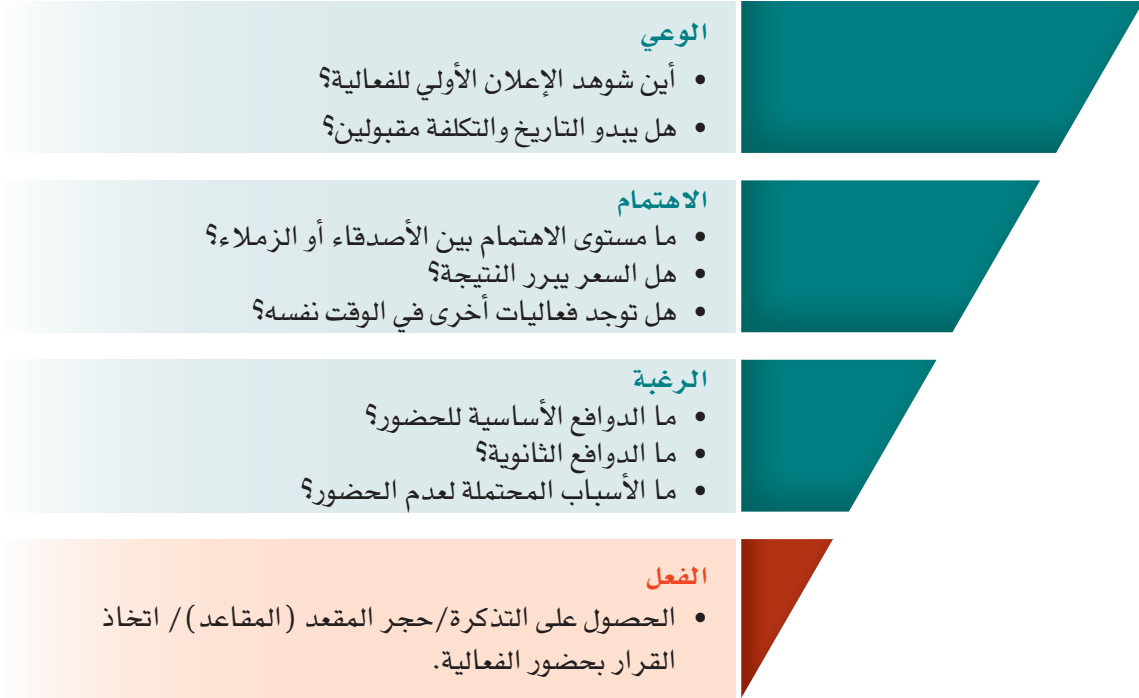 الوعي
• أين شوهد الإعلان الأولي للفعالية؟
• هل يبدو التاريخ والتكلفة مقبولين؟
الاهتمام
• ما مستوى الاهتمام بين الأصدقاء أو الزملاء؟
• هل السعر يبرر النتيجة؟
• هل توجد فعاليات أخرى في الوقت نفسه؟
الرغبة
• ما الدوافع الأساسية للحضور؟
• ما الدوافع الثانوية؟
• ما الأسباب المحتملة لعدم الحضور؟
الفعل
• الحصول على التذكرة/حجر المقعد (المقاعد)/ اتخاذ
القرار بحضور الفعالية.